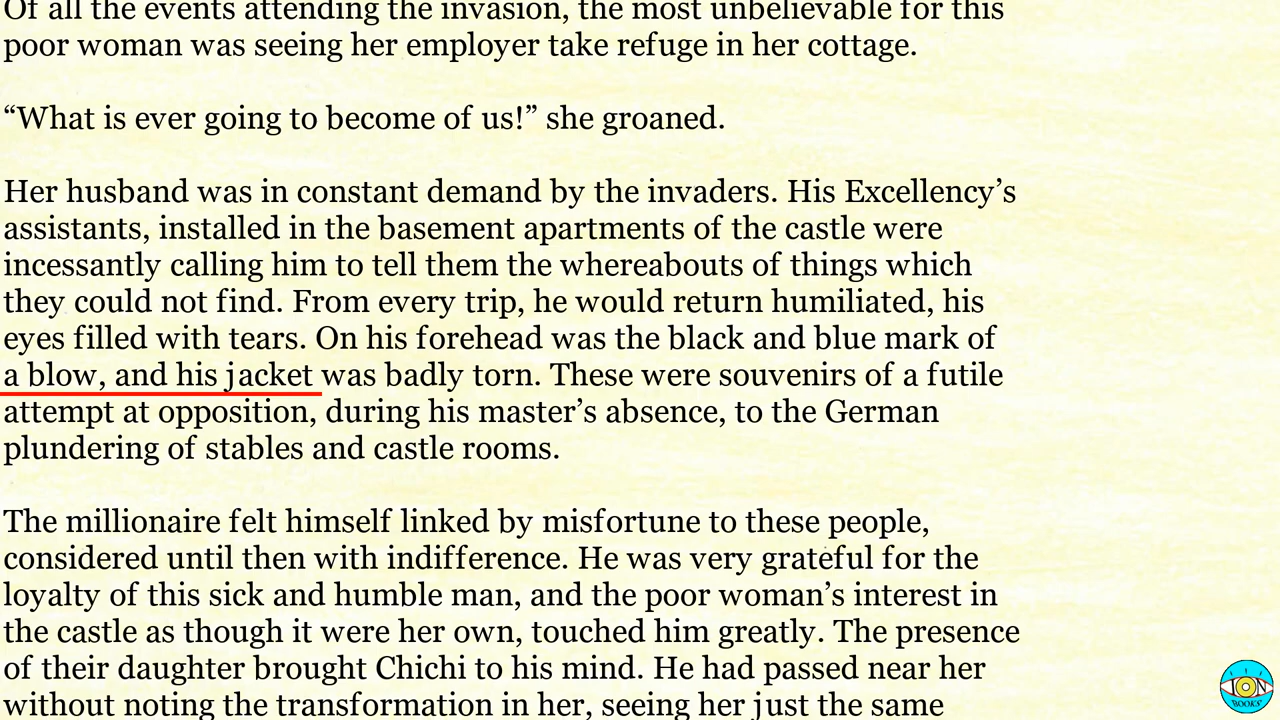 Of all the events attending the invasion, the most unbelievable for this
poor woman was seeing her employer take refuge in her cottage.
“What is ever going to become of us!” she groaned.
Her husband was in constant demand by the invaders. His Excellency’s
assistants, installed in the basement apartments of the castle were
incessantly calling him to tell them the whereabouts of things which
they could not find. From every trip, he would return humiliated, his
eyes filled with tears. On his forehead was the black and blue mark of
a blow, and his jacket was badly torn. These were souvenirs of a futile
attempt at opposition, during his master’s absence, to the German
plundering of stables and castle rooms.
The millionaire felt himself linked by misfortune to these people,
considered until then with indifference. He was very grateful for the
loyalty of this sick and humble man, and the poor woman’s interest in
the castle as though it were her own, touched him greatly. The presence
of their daughter brought Chichi to his mind. He had passed near her
without noting the transformation in her, seeing her just the same
ION
BOOKS